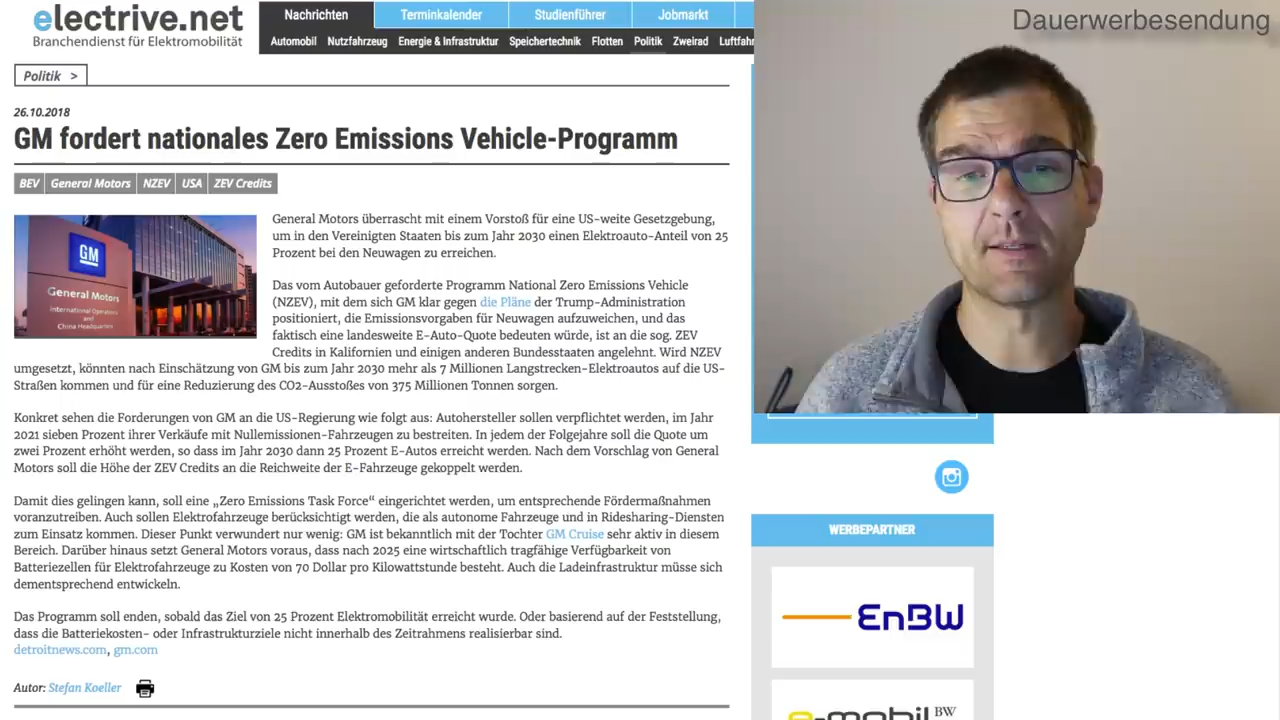 electrive.net
Branchendienst für Elektromobilität
Nachrichten
Terminkalender
Studienführer
Jobmarkt
Automobil
Nutzfahrzeug
Energie & Infrastruktur
Speichertechnik
Flotten
Politik
Zweirad
Luftfahr
Dauerwerbesendung
Politik >
26.10.2018
GM fordert nationales Zero Emissions Vehicle-Programm
BEV
General Motors
NZEV
USA
ZEV Credits
GM
General Motors
International Operations
and
China Headquarters
General Motors überrascht mit einem Vorstoß für eine US-weite Gesetzgebung,
um in den Vereinigten Staaten bis zum Jahr 2030 einen Elektroauto-Anteil von 25
Prozent bei den Neuwagen zu erreichen.
Das vom Autobauer geforderte Programm National Zero Emissions Vehicle
(NZEV), mit dem sich GM klar gegen die Pläne der Trump-Administration
positioniert, die Emissionsvorgaben für Neuwagen aufzuweichen, und das
faktisch eine landesweite E-Auto-Quote bedeuten würde, ist an die sog. ZEV
Credits in Kalifornien und einigen anderen Bundesstaaten angelehnt. Wird NZEV
umgesetzt, könnten nach Einschätzung von GM bis zum Jahr 2030 mehr als 7 Millionen Langstrecken-Elektroautos auf die US-
Straßen kommen und für eine Reduzierung des CO2-Ausstoßes von 375 Millionen Tonnen sorgen.
Konkret sehen die Forderungen von GM an die US-Regierung wie folgt aus: Autohersteller sollen verpflichtet werden, im Jahr
2021 sieben Prozent ihrer Verkäufe mit Nullemissionen-Fahrzeugen zu bestreiten. In jedem der Folgejahre soll die Quote um
zwei Prozent erhöht werden, so dass im Jahr 2030 dann 25 Prozent E-Autos erreicht werden. Nach dem Vorschlag von General
Motors soll die Höhe der ZEV Credits an die Reichweite der E-Fahrzeuge gekoppelt werden.
Damit dies gelingen kann, soll eine „Zero Emissions Task Force“ eingerichtet werden, um entsprechende Fördermaßnahmen
voranzutreiben. Auch sollen Elektrofahrzeuge berücksichtigt werden, die als autonome Fahrzeuge und in Ridesharing-Diensten
zum Einsatz kommen. Dieser Punkt verwundert nur wenig: GM ist bekanntlich mit der Tochter GM Cruise sehr aktiv in diesem
Bereich. Darüber hinaus setzt General Motors voraus, dass nach 2025 eine wirtschaftlich tragfähige Verfügbarkeit von
Batteriezellen für Elektrofahrzeuge zu Kosten von 70 Dollar pro Kilowattstunde besteht. Auch die Ladeinfrastruktur müsse sich
dementsprechend entwickeln.
Das Programm soll enden, sobald das Ziel von 25 Prozent Elektromobilität erreicht wurde. Oder basierend auf der Feststellung,
dass die Batteriekosten- oder Infrastrukturziele nicht innerhalb des Zeitrahmens realisierbar sind.
detroitnews.com, gm.com
Autor: Stefan Koeller
WERBEPARTNER
EnBW
e-mobil BW